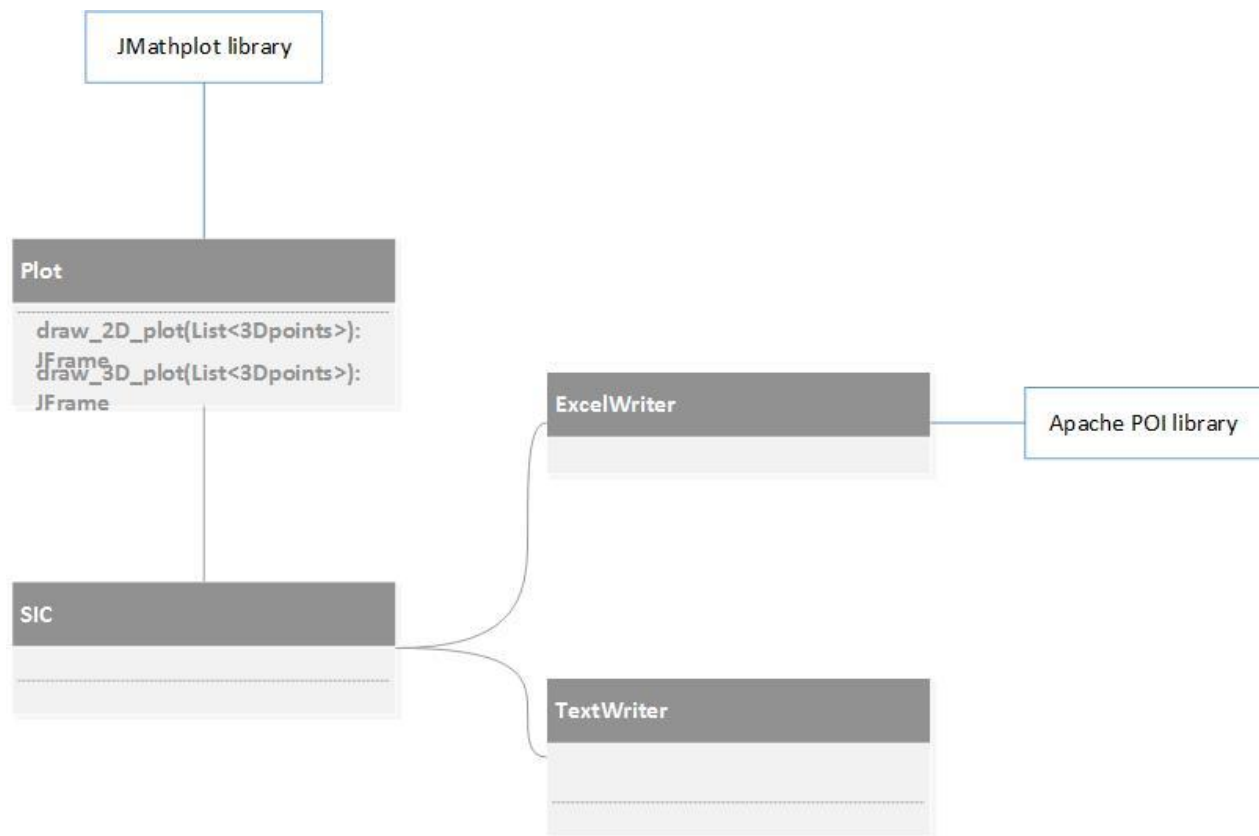 JMathplot library
Plot
draw_2D_plot(List<3Dpoints>):
JFrame
draw_3D_plot(List<3Dpoints>):
JFrame
ExcelWriter
Apache POI library
SIC
TextWriter